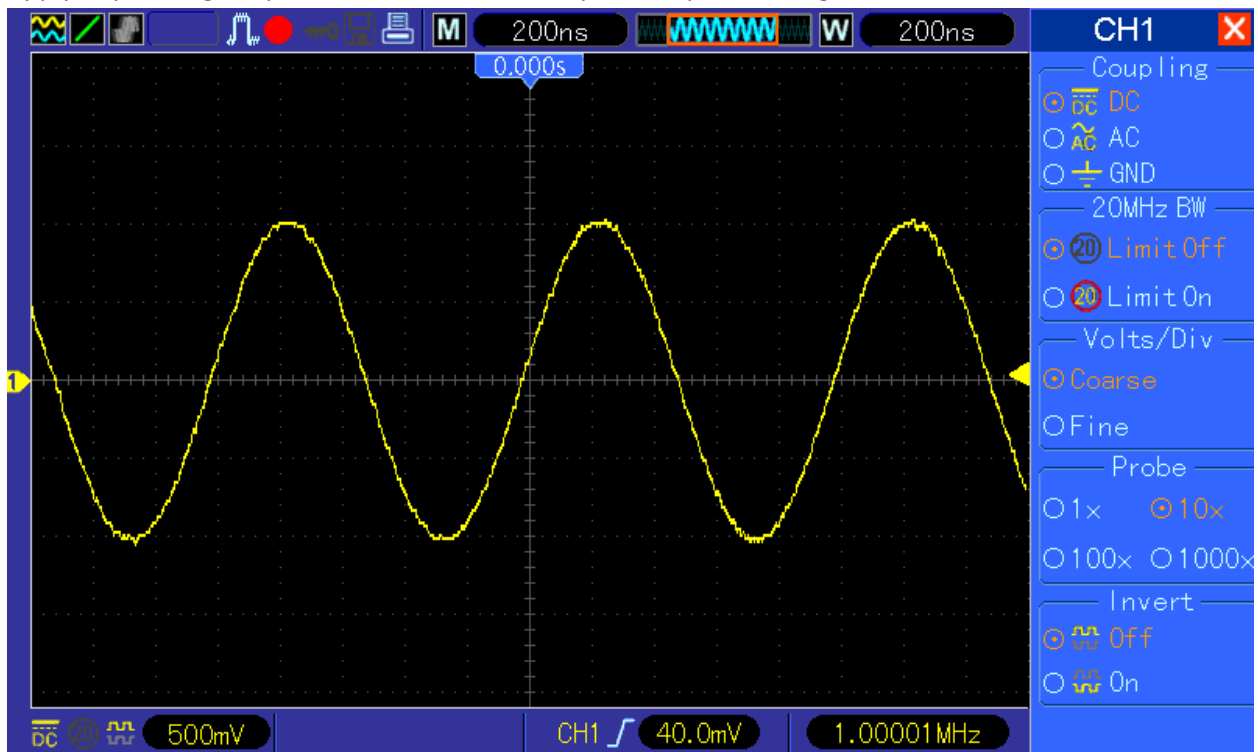 M 200ns W 200ns CH1 X
0.000s
Coupling
DC DC
AC AC
GND
20MHz BW
20 Limit Off
20 Limit On
Volts/Div
1
Coarse
Fine
Probe
1× 10×
100× 1000×
Invert
Off
On
DC 20 500mV CH1 40.0mV 1.00001MHz